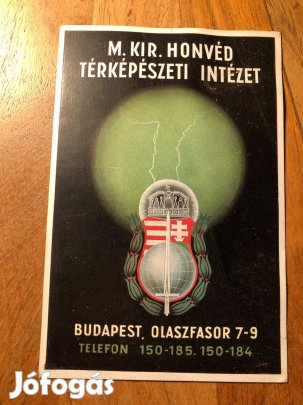 M. KIR. HONVÉD
TÉRKÉPÉSZETI INTÉZET
BUDAPEST, OLASZFASOR 7-9
TELEFON 150-185. 150-184
Jófogás